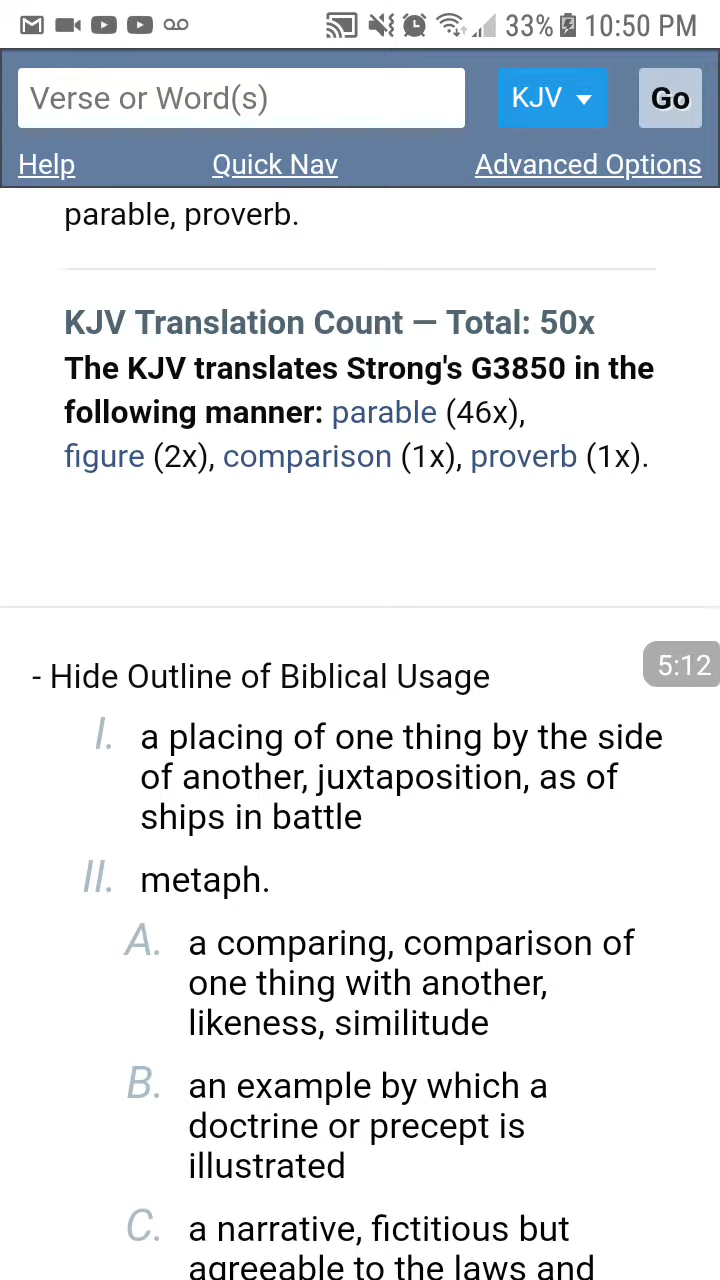 33% 10:50 PM
Verse or Word(s) KJV Go
Help Quick Nav Advanced Options
parable, proverb.
KJV Translation Count — Total: 50x
The KJV translates Strong's G3850 in the
following manner: parable (46x),
figure (2x), comparison (1x), proverb (1x).
- Hide Outline of Biblical Usage
5:12
I. a placing of one thing by the side
of another, juxtaposition, as of
ships in battle
II. metaph.
A. a comparing, comparison of
one thing with another,
likeness, similitude
B. an example by which a
doctrine or precept is
illustrated
C. a narrative, fictitious but
agreeable to the laws and